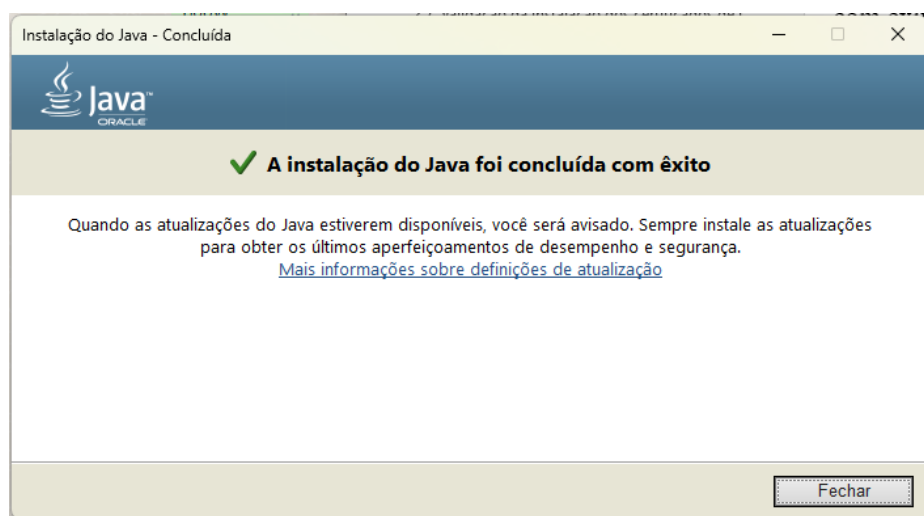 Instalação do Java - Concluída
Java™
ORACLE
A instalação do Java foi concluída com êxito
Quando as atualizações do Java estiverem disponíveis, você será avisado. Sempre instale as atualizações
para obter os últimos aperfeiçoamentos de desempenho e segurança.
Mais informações sobre definições de atualização
Fechar